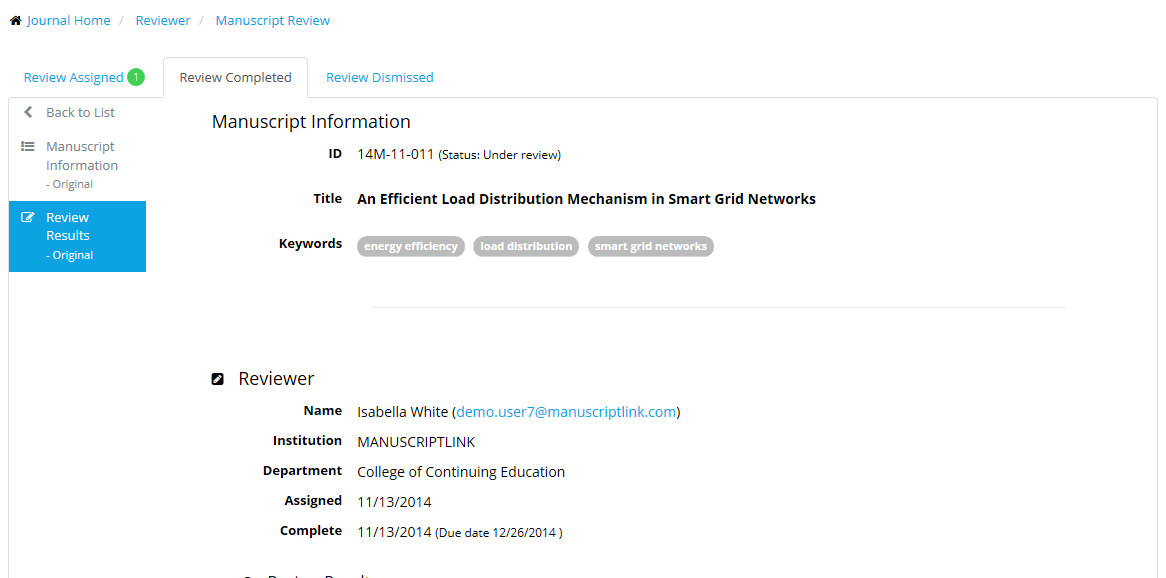 Journal Home / Reviewer / Manuscript Review
Review Assigned 1 Review Completed Review Dismissed
Back to List
Manuscript
Information
- Original
Review
Results
- Original
Manuscript Information
ID 14M-11-011 (Status: Under review)
Title An Efficient Load Distribution Mechanism in Smart Grid Networks
Keywords energy efficiency load distribution smart grid networks
Reviewer
Name Isabella White (demo.user7@manuscriptlink.com)
Institution MANUSCRIPTLINK
Department College of Continuing Education
Assigned 11/13/2014
Complete 11/13/2014 (Due date 12/26/2014 )